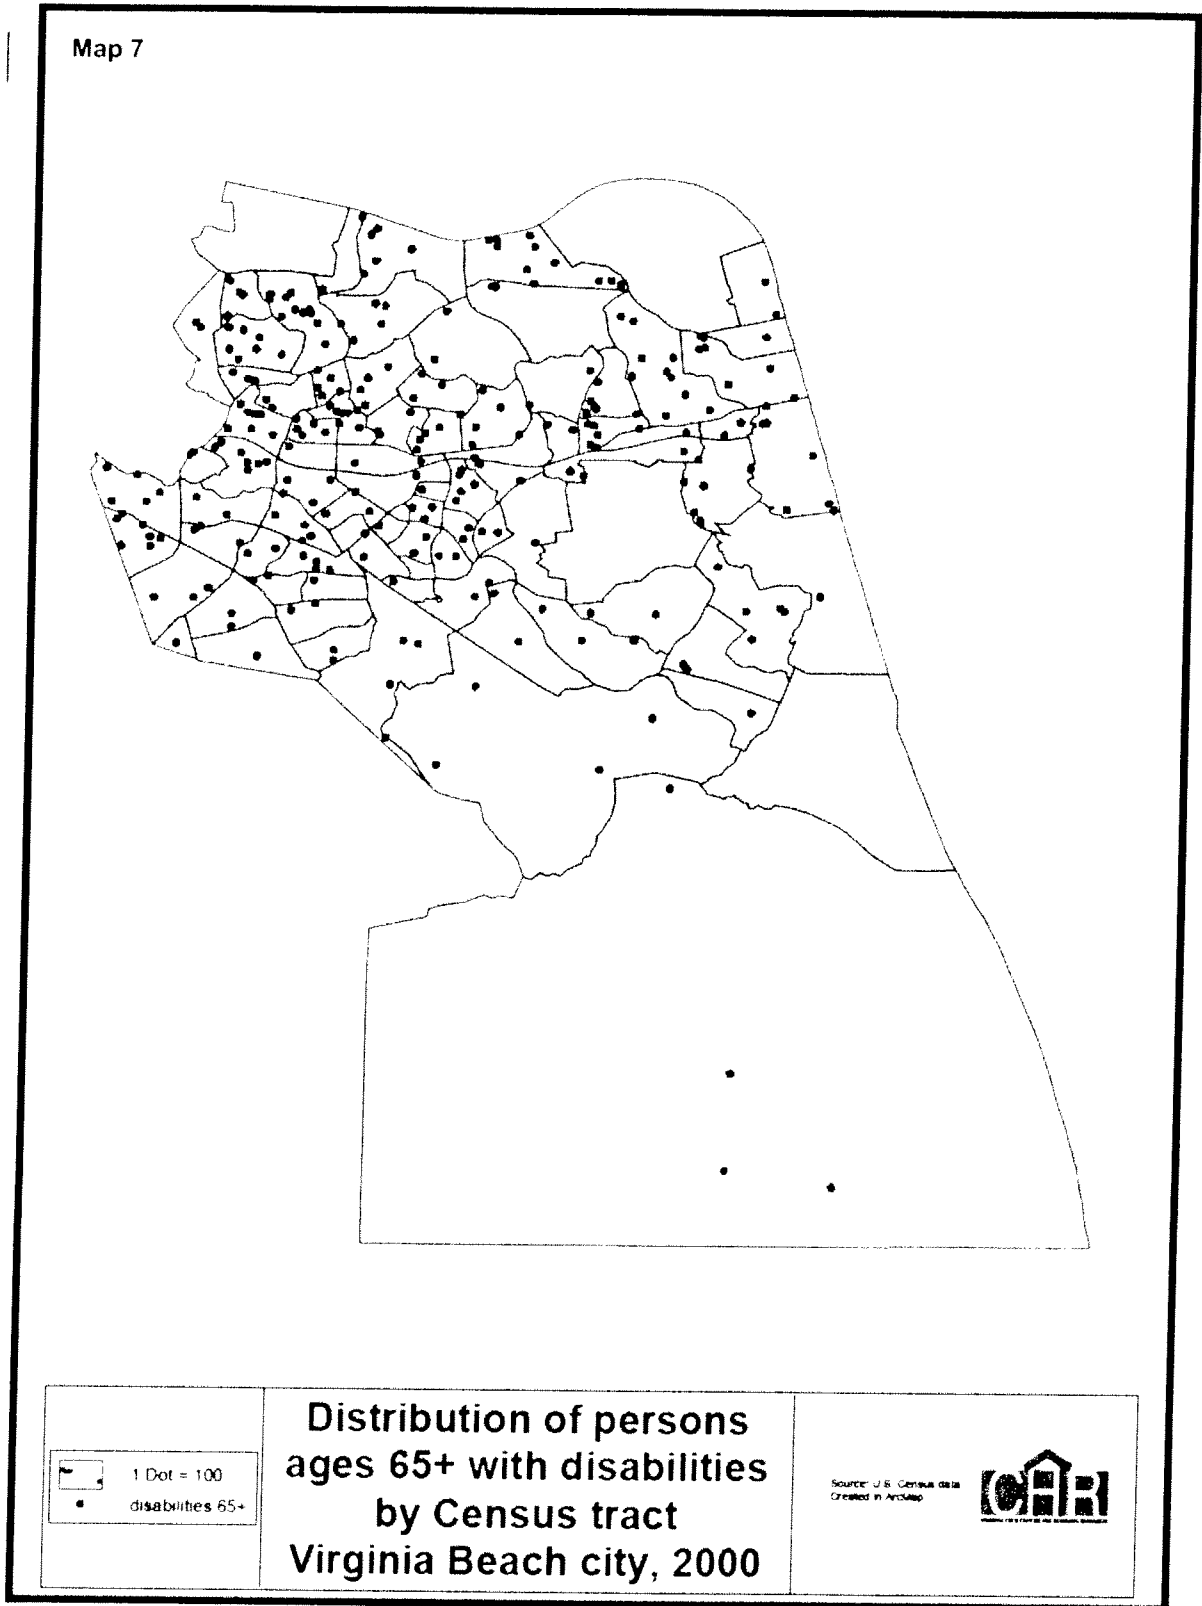 Map 7
1 Dot = 100
disabilities 65+
Distribution of persons
ages 65+ with disabilities
by Census tract
Virginia Beach city, 2000
Source: U.S. Census data
Created in ArcMap